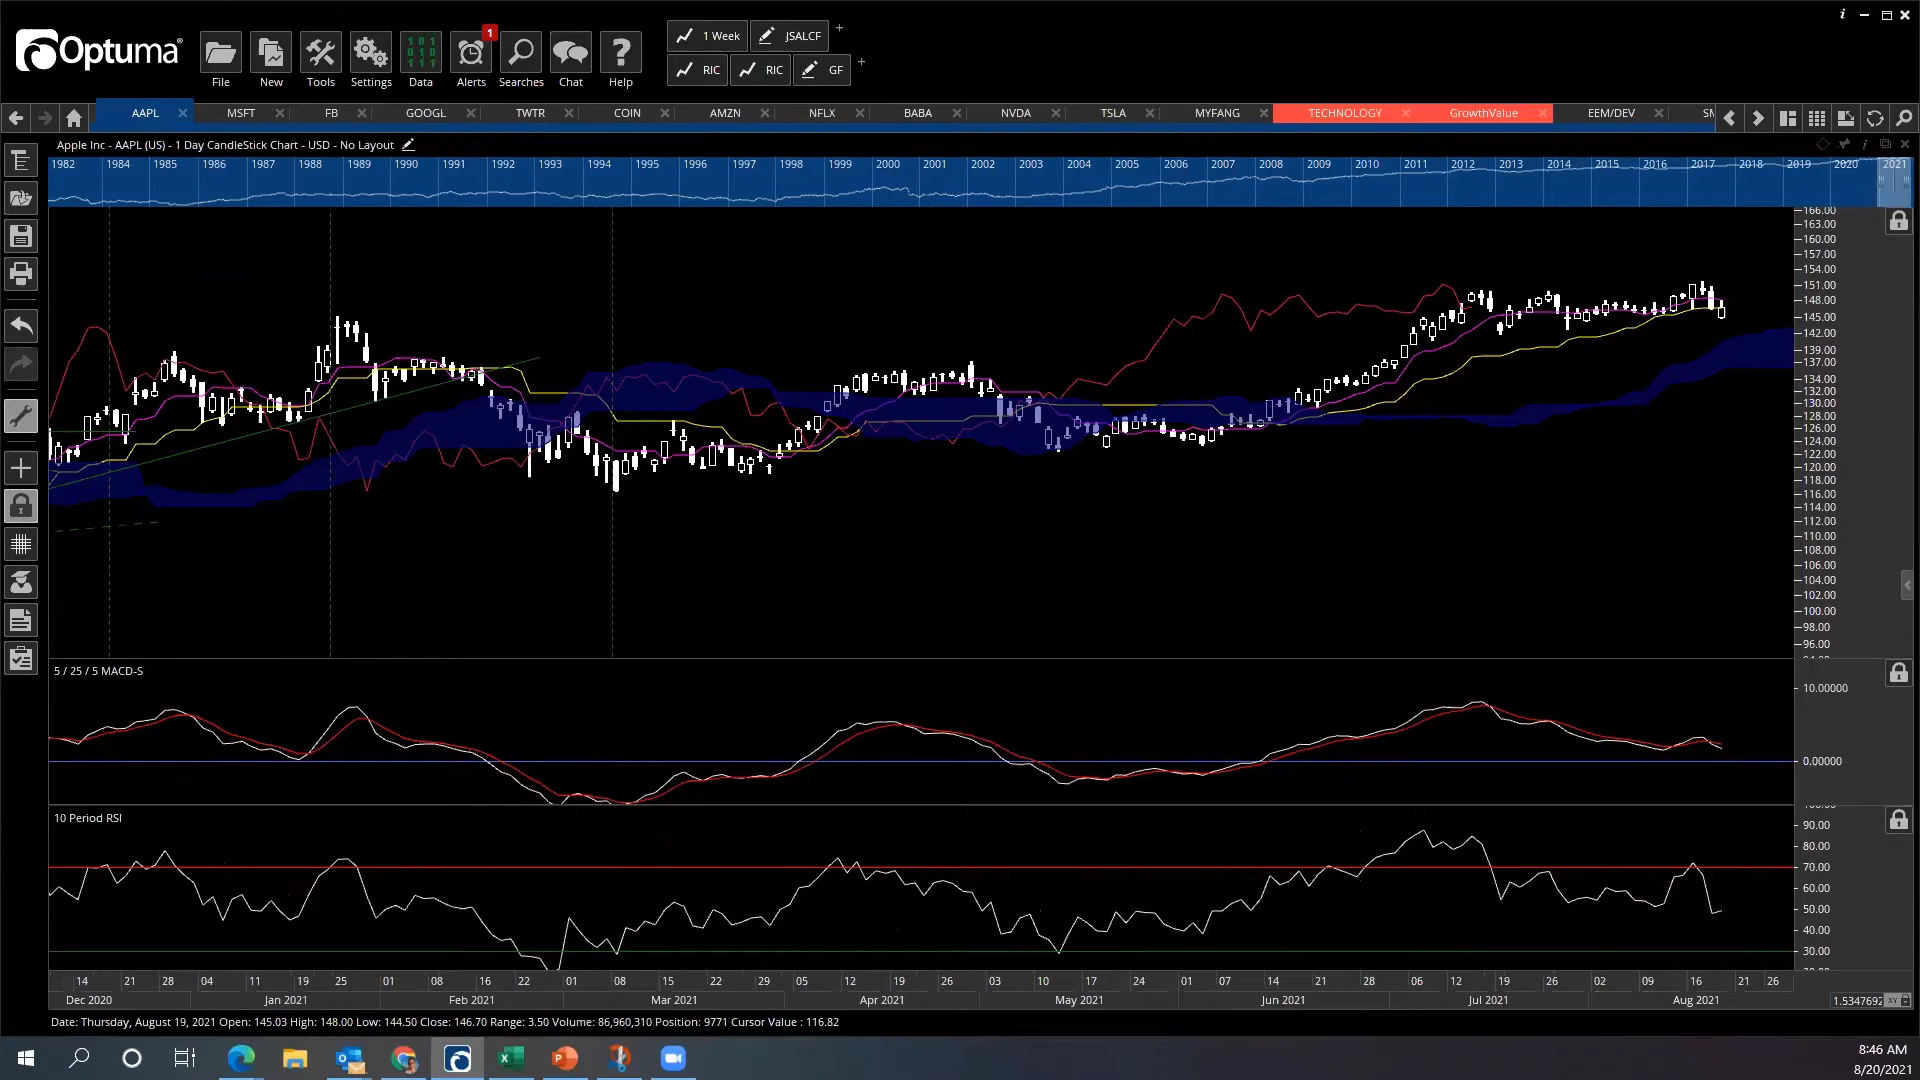 Optuma®
File
New
Tools
Settings
Data
1
Alerts
Searches
Chat
Help
1 Week JSALCF
RIC RIC GF
AAPL MSFT FB GOOGL TWTR COIN AMZN NFLX BABA NVDA TSLA MYFANG TECHNOLOGY GrowthValue EEM/DEV
Apple Inc - AAPL (US) - 1 Day CandleStick Chart - USD - No Layout
1982 1984 1985 1986 1987 1988 1989 1990 1991 1992 1993 1994 1995 1996 1997 1998 1999 2000 2001 2002 2003 2004 2005 2006 2007 2008 2009 2010 2011 2012 2013 2014 2015 2016 2017 2018 2019 2020 2021
166.00
163.00
160.00
157.00
154.00
151.00
148.00
145.00
142.00
139.00
137.00
134.00
132.00
130.00
128.00
126.00
124.00
122.00
120.00
118.00
116.00
114.00
112.00
110.00
108.00
106.00
104.00
102.00
100.00
98.00
96.00
5 / 25 / 5 MACD-S
10.00000
0.00000
10 Period RSI
90.00
80.00
70.00
60.00
50.00
40.00
30.00
14 21 28 04 11 19 25 01 08 16 22 01 08 15 22 29 05 12 19 26 03 10 17 24 01 07 14 21 28 06 12 19 26 02 09 16 21 26
Dec 2020 Jan 2021 Feb 2021 Mar 2021 Apr 2021 May 2021 Jun 2021 Jul 2021 Aug 2021
1.5347692 XY
Date: Thursday, August 19, 2021 Open: 145.03 High: 148.00 Low: 144.50 Close: 146.70 Range: 3.50 Volume: 86,960,310 Position: 9771 Cursor Value : 116.82
8:46 AM
8/20/2021